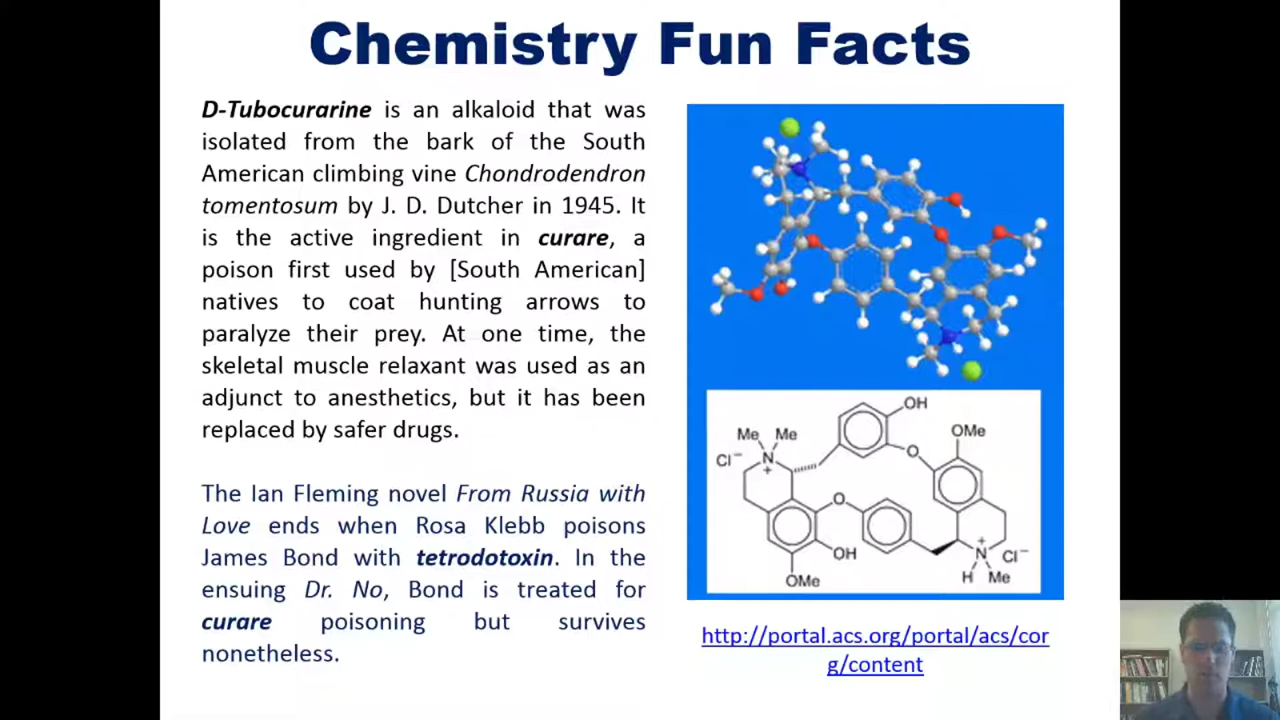 Chemistry Fun Facts
D-Tubocurarine is an alkaloid that was
isolated from the bark of the South
American climbing vine Chondrodendron
tomentosum by J. D. Dutcher in 1945. It
is the active ingredient in curare, a
poison first used by [South American]
natives to coat hunting arrows to
paralyze their prey. At one time, the
skeletal muscle relaxant was used as an
adjunct to anesthetics, but it has been
replaced by safer drugs.
The Ian Fleming novel From Russia with
Love ends when Rosa Klebb poisons
James Bond with tetrodotoxin. In the
ensuing Dr. No, Bond is treated for
curare poisoning but survives
nonetheless.
OH
Me Me
OMe
Cl⁻
N
+
O
O
OH
OMe
+
N
Cl⁻
H Me
http://portal.acs.org/portal/acs/cor
g/content